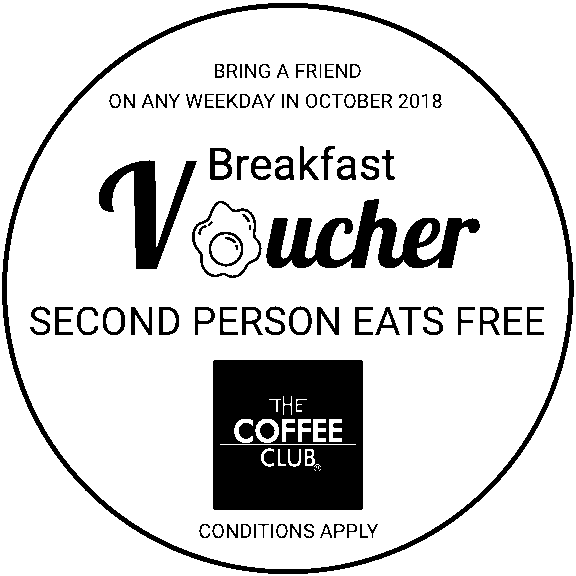 BRING A FRIEND
ON ANY WEEKDAY IN OCTOBER 2018
Breakfast
Voucher
SECOND PERSON EATS FREE
THE
COFFEE
CLUB®
CONDITIONS APPLY